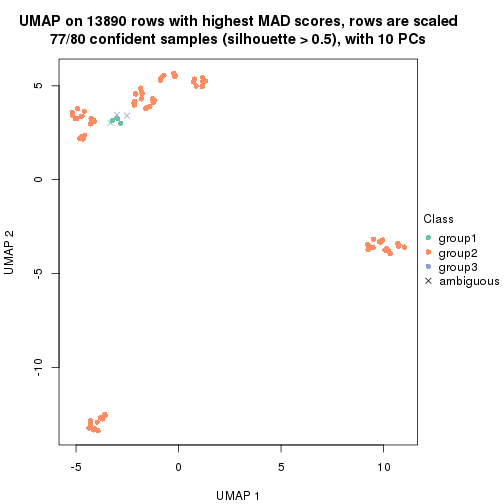 UMAP on 13890 rows with highest MAD scores, rows are scaled
77/80 confident samples (silhouette > 0.5), with 10 PCs
5
0
-5
-10
UMAP 2
-5
0
5
10
UMAP 1
Class
group1
group2
group3
ambiguous